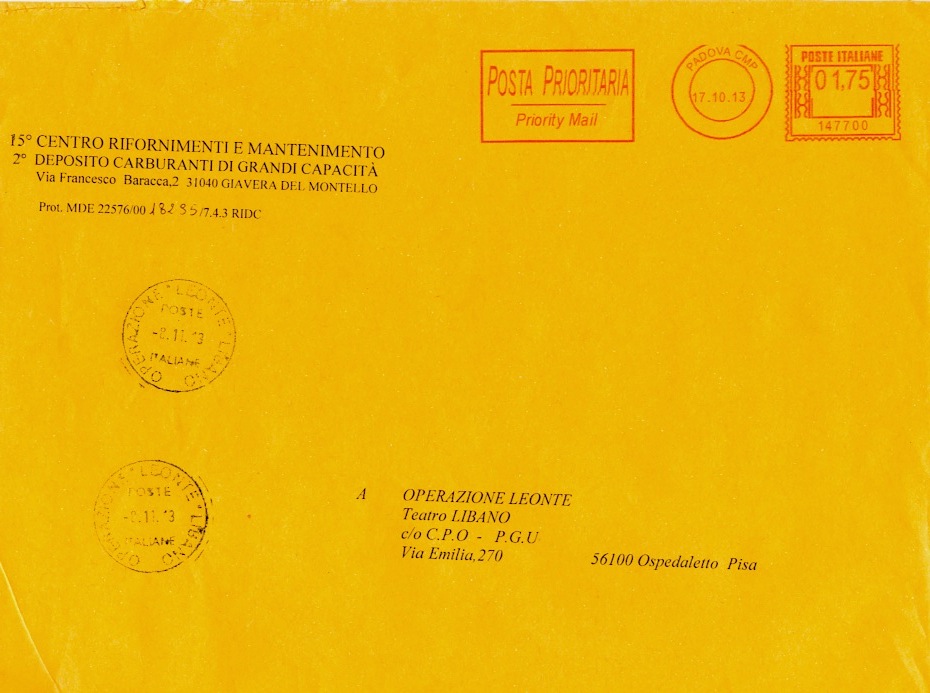 POSTA PRIORITARIA
Priority Mail
PADOVA CMP
17.10.13
POSTE ITALIANE
01,75
147700
15° CENTRO RIFORNIMENTI E MANTENIMENTO
2° DEPOSITO CARBURANTI DI GRANDI CAPACITÀ
Via Francesco Baracca,2 31040 GIAVERA DEL MONTELLO
Prot. MDE 22576/00 18295/7.4.3 RIDC
OPERAZIONE "LEONTE" LIBANO
POSTE
-8.11.13
ITALIANE
OPERAZIONE "LEONTE" LIBANO
POSTE
-8.11.13
ITALIANE
A OPERAZIONE LEONTE
Teatro LIBANO
c/o C.P.O - P.G.U
Via Emilia,270 56100 Ospedaletto Pisa